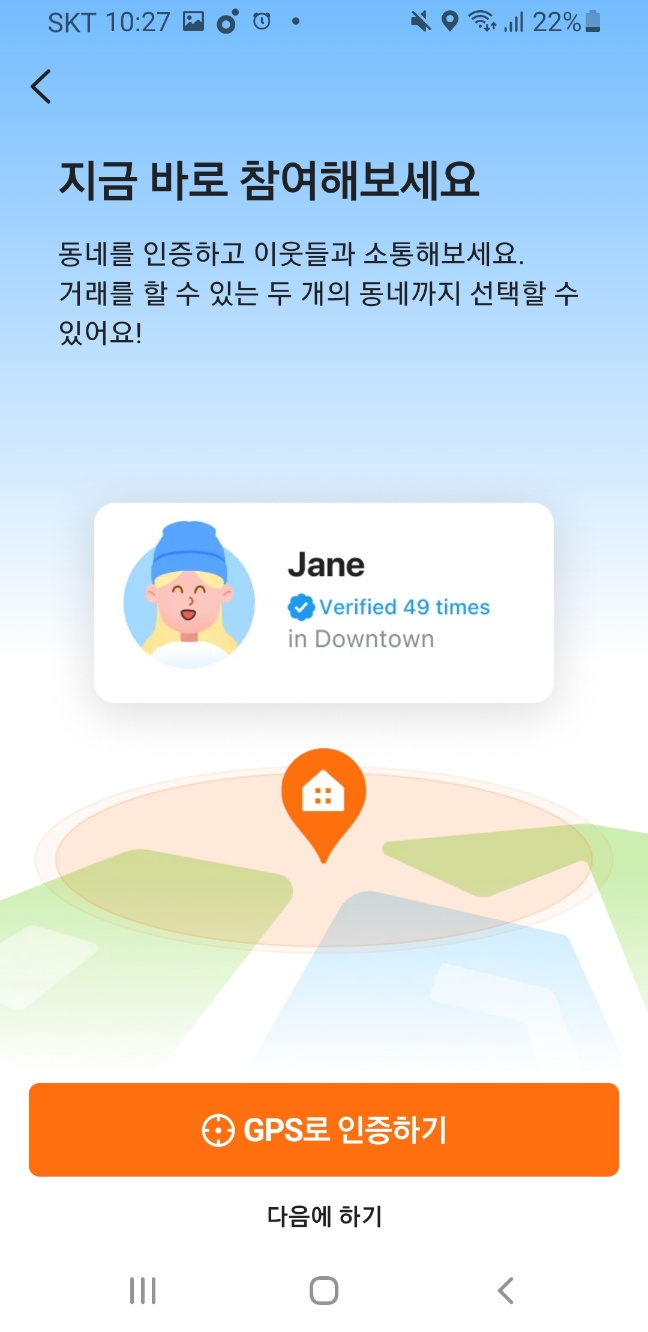 SKT 10:27
22%
지금 바로 참여해보세요
동네를 인증하고 이웃들과 소통해보세요.
거래를 할 수 있는 두 개의 동네까지 선택할 수
있어요!
Jane
Verified 49 times
in Downtown
GPS로 인증하기
다음에 하기